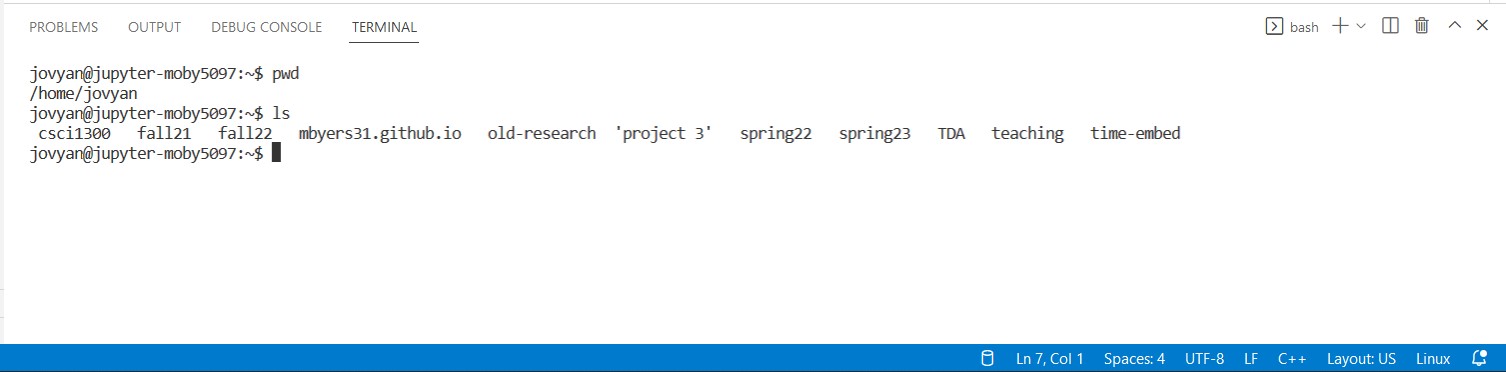 PROBLEMS OUTPUT DEBUG CONSOLE TERMINAL bash
jovyan@jupyter-moby5097:~$ pwd
/home/jovyan
jovyan@jupyter-moby5097:~$ ls
csci1300 fall21 fall22 mbyers31.github.io old-research 'project 3' spring22 spring23 TDA teaching time-embed
jovyan@jupyter-moby5097:~$
Ln 7, Col 1 Spaces: 4 UTF-8 LF C++ Layout: US Linux